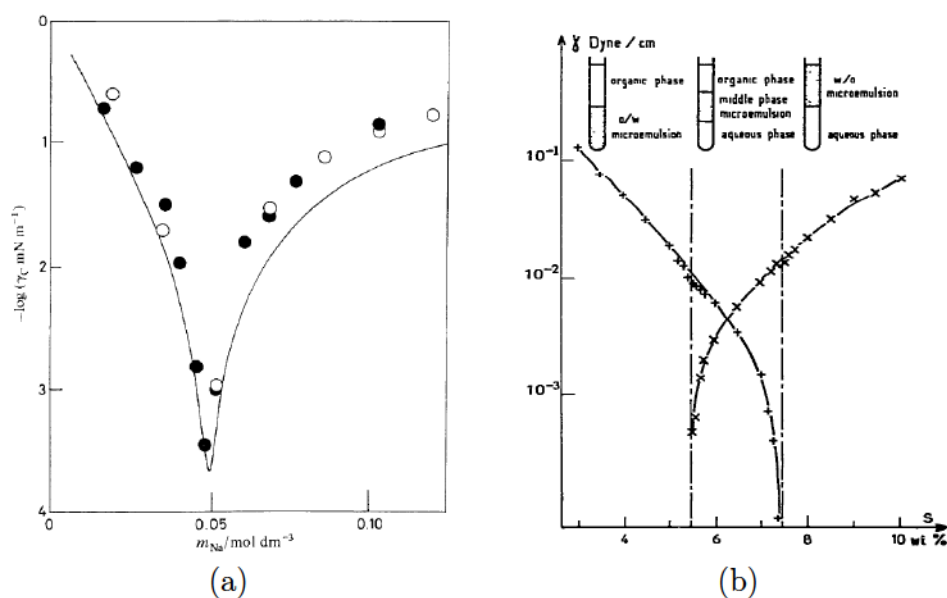 0
1
2
3
4
−log (γc mN m⁻¹)
0
0.05
0.10
mNa/mol dm⁻³
(a)
γ Dyne / cm
organic phase
o/w
microemulsion
organic phase
middle phase
microemulsion
aqueous phase
w/o
microemulsion
aqueous phase
10⁻¹
10⁻²
10⁻³
4
6
8
10
S
wt %
(b)